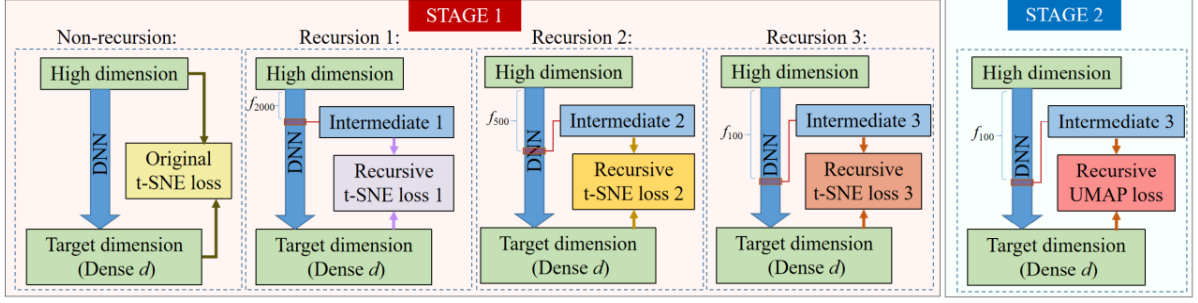 STAGE 1
STAGE 2
Non-recursion:
High dimension
DNN
Original
t-SNE loss
Target dimension
(Dense d)
Recursion 1:
High dimension
f2000
DNN
Intermediate 1
Recursive
t-SNE loss 1
Target dimension
(Dense d)
Recursion 2:
High dimension
f500
DNN
Intermediate 2
Recursive
t-SNE loss 2
Target dimension
(Dense d)
Recursion 3:
High dimension
f100
DNN
Intermediate 3
Recursive
t-SNE loss 3
Target dimension
(Dense d)
High dimension
f100
DNN
Intermediate 3
Recursive
UMAP loss
Target dimension
(Dense d)